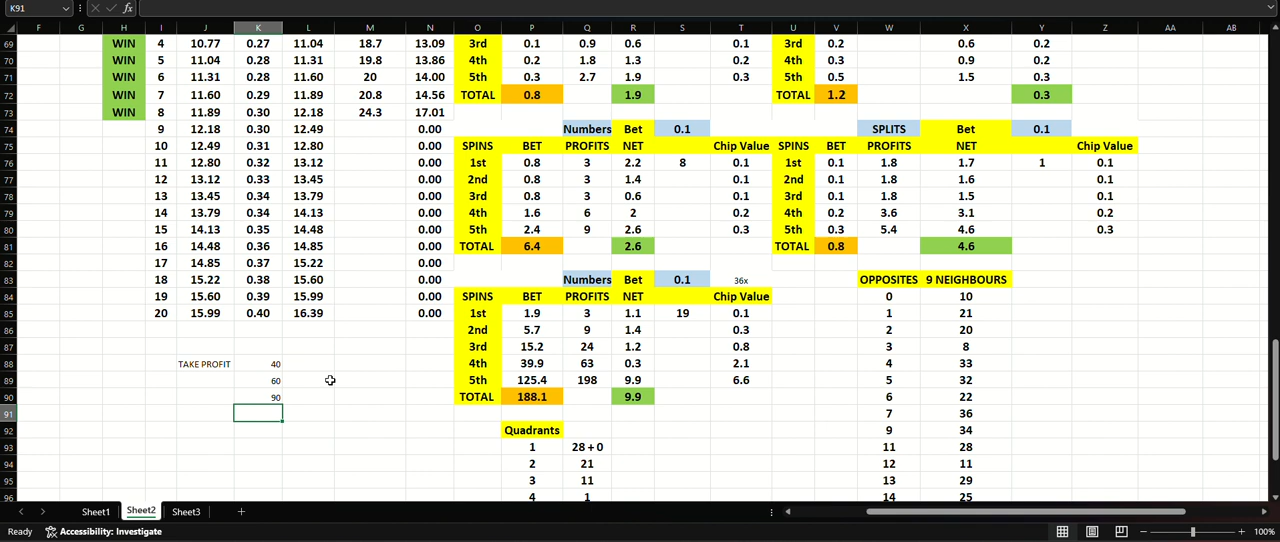 K91 fx
F G H I J K L M N O P Q R S T U V W X Y Z AA AB
69 WIN 4 10.77 0.27 11.04 18.7 13.09 3rd 0.1 0.9 0.6 0.1 3rd 0.2 0.6 0.2
70 WIN 5 11.04 0.28 11.31 19.8 13.86 4th 0.2 1.8 1.3 0.2 4th 0.3 0.9 0.2
71 WIN 6 11.31 0.28 11.60 20 14.00 5th 0.3 2.7 1.9 0.3 5th 0.5 1.5 0.3
72 WIN 7 11.60 0.29 11.89 20.8 14.56 TOTAL 0.8 1.9 TOTAL 1.2 0.3
73 WIN 8 11.89 0.30 12.18 24.3 17.01
74 9 12.18 0.30 12.49 0.00 Numbers Bet 0.1 SPLITS Bet 0.1
75 10 12.49 0.31 12.80 0.00 SPINS BET PROFITS NET Chip Value SPINS BET PROFITS NET Chip Value
76 11 12.80 0.32 13.12 0.00 1st 0.8 3 2.2 8 0.1 1st 0.1 1.8 1.7 1 0.1
77 12 13.12 0.33 13.45 0.00 2nd 0.8 3 1.4 0.1 2nd 0.1 1.8 1.6 0.1
78 13 13.45 0.34 13.79 0.00 3rd 0.8 3 0.6 0.1 3rd 0.1 1.8 1.5 0.1
79 14 13.79 0.34 14.13 0.00 4th 1.6 6 2 0.2 4th 0.2 3.6 3.1 0.2
80 15 14.13 0.35 14.48 0.00 5th 2.4 9 2.6 0.3 5th 0.3 5.4 4.6 0.3
81 16 14.48 0.36 14.85 0.00 TOTAL 6.4 2.6 TOTAL 0.8 4.6
82 17 14.85 0.37 15.22 0.00
83 18 15.22 0.38 15.60 0.00 Numbers Bet 0.1 36x OPPOSITES 9 NEIGHBOURS
84 19 15.60 0.39 15.99 0.00 SPINS BET PROFITS NET Chip Value 0 10
85 20 15.99 0.40 16.39 0.00 1st 1.9 3 1.1 19 0.1 1 21
86 2nd 5.7 9 1.4 0.3 2 20
87 3rd 15.2 24 1.2 0.8 3 8
88 TAKE PROFIT 40 4th 39.9 63 0.3 2.1 4 33
89 60 5th 125.4 198 9.9 6.6 5 32
90 90 TOTAL 188.1 9.9 6 22
91 7 36
92 Quadrants 9 34
93 1 28 + 0 11 28
94 2 21 12 11
95 3 11 13 29
96 4 1 14 25
Sheet1 Sheet2 Sheet3 +
Ready Accessibility: Investigate 100%